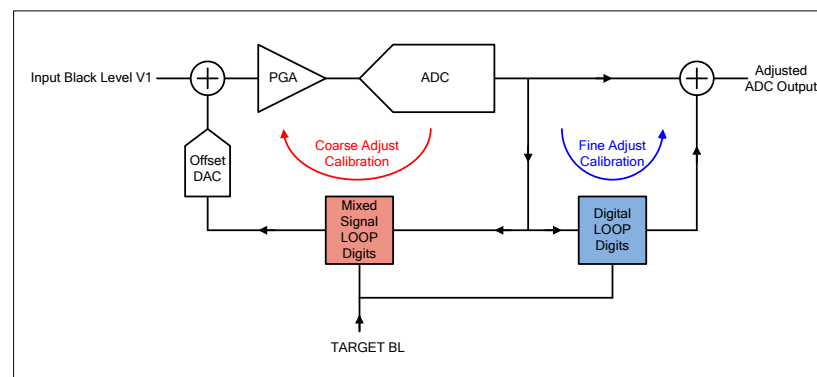 Input Black Level V1
PGA
ADC
Adjusted
ADC Output
Coarse Adjust
Calibration
Fine Adjust
Calibration
Offset
DAC
Mixed
Signal
LOOP
Digits
Digital
LOOP
Digits
TARGET BL